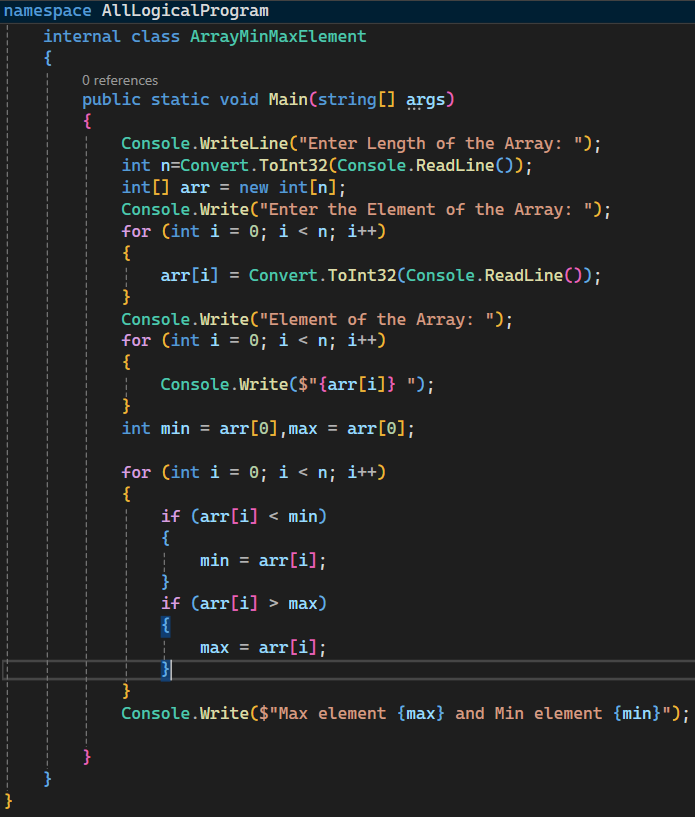 namespace AllLogicalProgram
internal class ArrayMinMaxElement
{
0 references
public static void Main(string[] args)
{
Console.WriteLine("Enter Length of the Array: ");
int n=Convert.ToInt32(Console.ReadLine());
int[] arr = new int[n];
Console.Write("Enter the Element of the Array: ");
for (int i = 0; i < n; i++)
{
arr[i] = Convert.ToInt32(Console.ReadLine());
}
Console.Write("Element of the Array: ");
for (int i = 0; i < n; i++)
{
Console.Write($"{arr[i]} ");
}
int min = arr[0],max = arr[0];
for (int i = 0; i < n; i++)
{
if (arr[i] < min)
{
min = arr[i];
}
if (arr[i] > max)
{
max = arr[i];
}
}
Console.Write($"Max element {max} and Min element {min}");
}
}
}